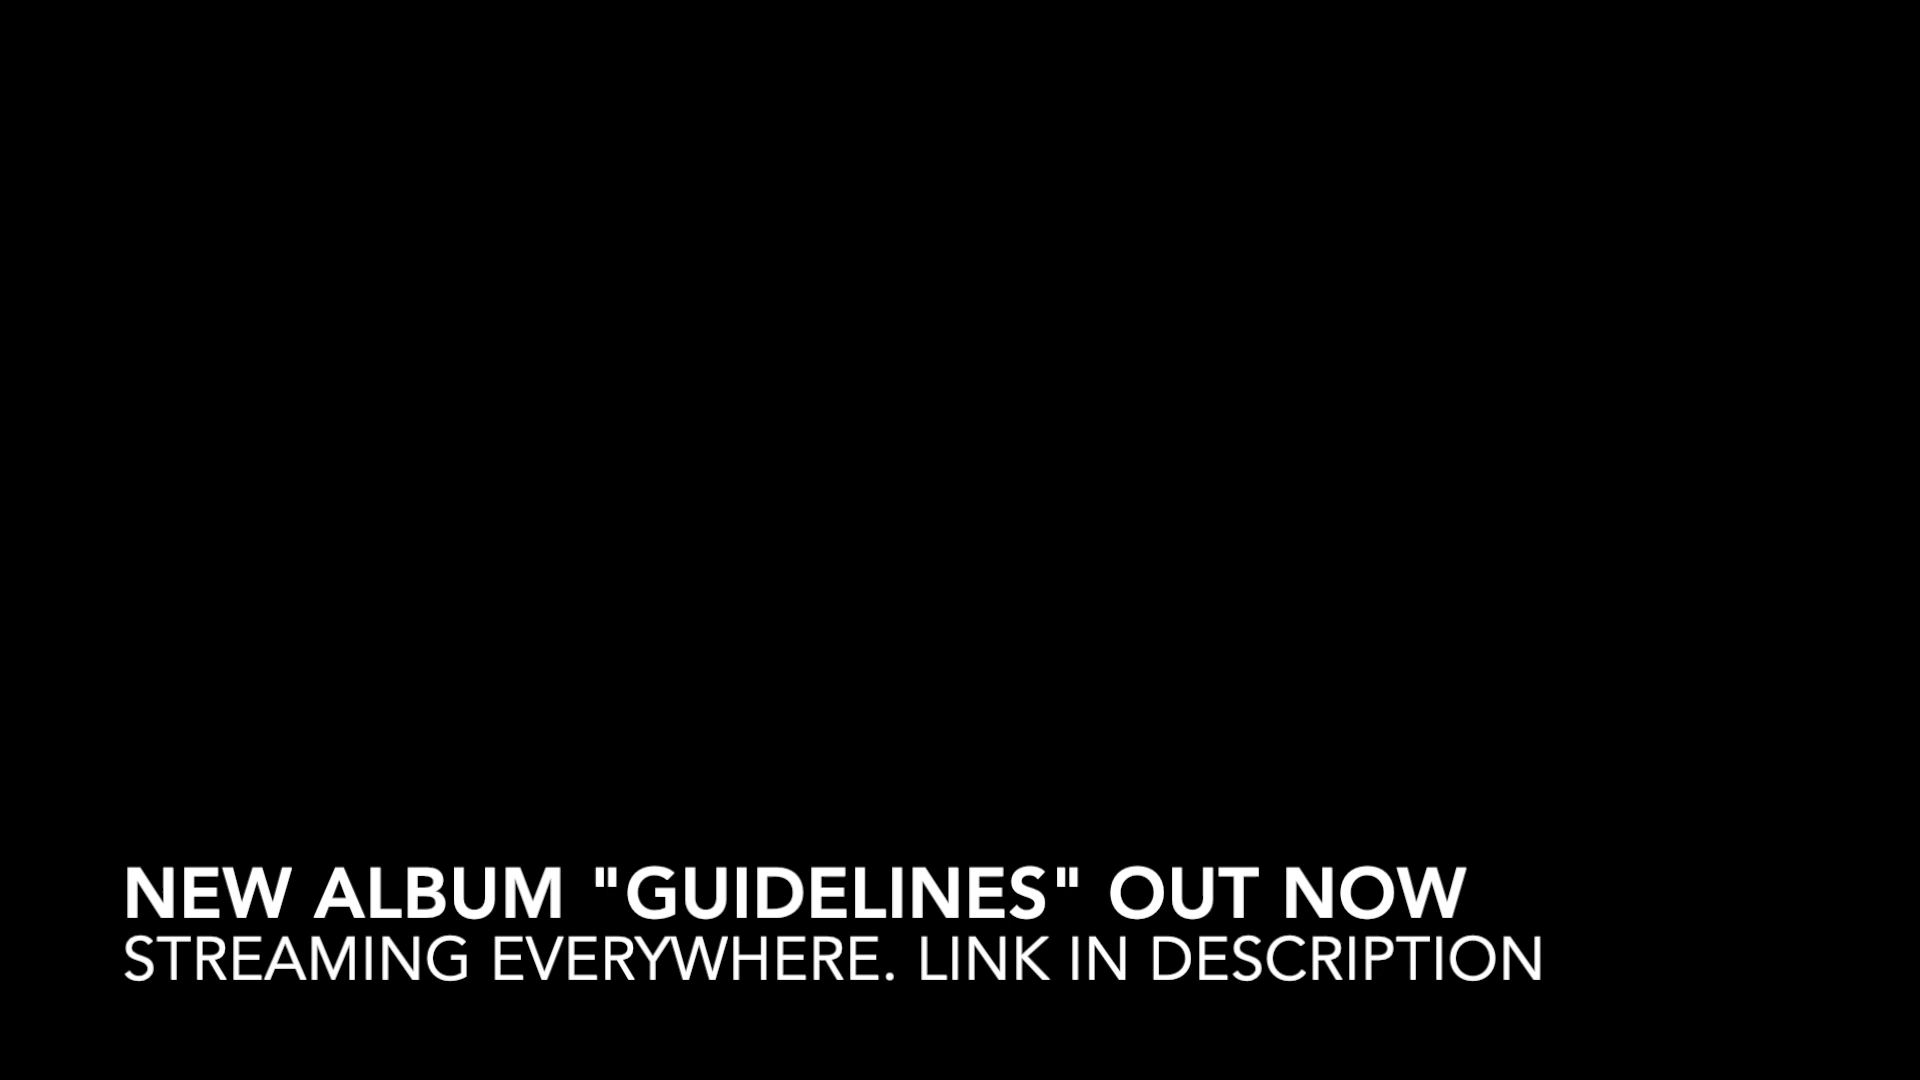 NEW ALBUM "GUIDELINES" OUT NOW
STREAMING EVERYWHERE. LINK IN DESCRIPTION